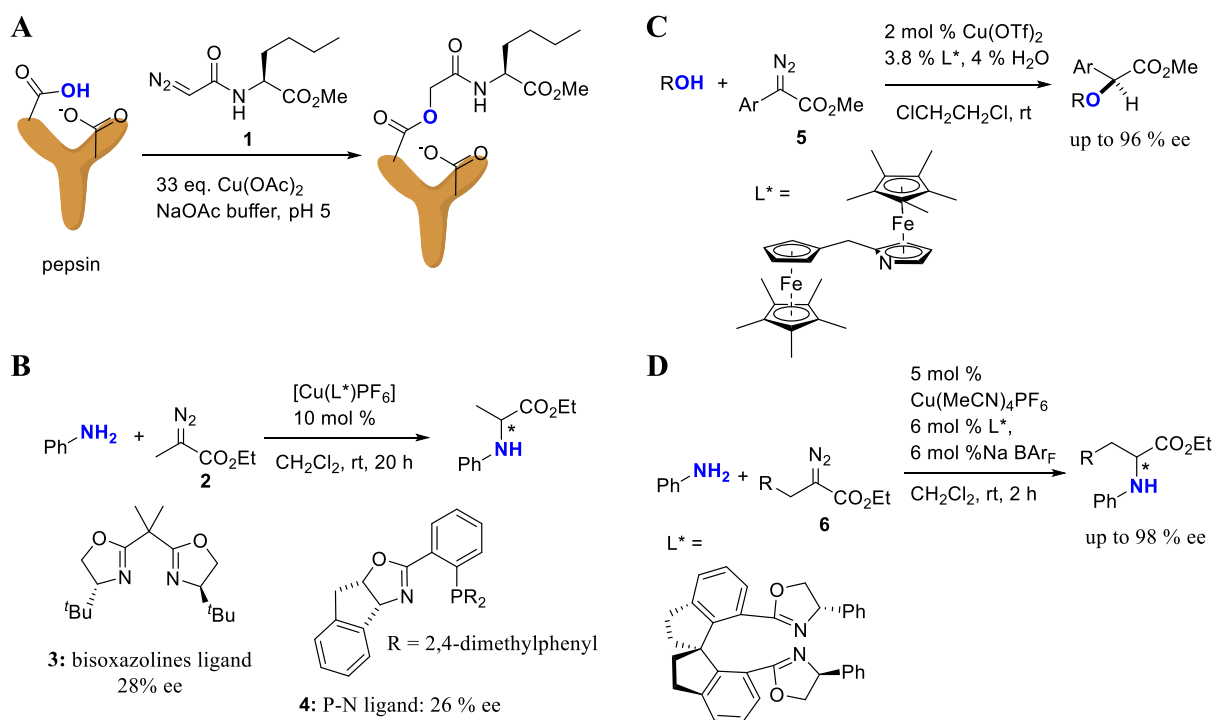 A
OH
O
O
-O
O
pepsin
N2
O
N
H
CO2Me
1
33 eq. Cu(OAc)2
NaOAc buffer, pH 5
O
N
H
CO2Me
O
O
-O
O
C
ROH
+
N2
Ar
CO2Me
5
2 mol % Cu(OTf)2
3.8 % L*, 4 % H2O
ClCH2CH2Cl, rt
Ar
CO2Me
RO
H
up to 96 % ee
L* =
Fe
N
Fe
B
Ph
NH2
+
N2
CO2Et
2
[Cu(L*)PF6]
10 mol %
CH2Cl2, rt, 20 h
CO2Et
*
NH
Ph
O
O
N
N
tBu
tBu
3: bisoxazolines ligand
28% ee
O
N
PR2
R = 2,4-dimethylphenyl
4: P-N ligand: 26 % ee
D
Ph
NH2
+
N2
R
CO2Et
6
5 mol %
Cu(MeCN)4PF6
6 mol % L*,
6 mol %Na BArF
CH2Cl2, rt, 2 h
R
CO2Et
*
NH
Ph
up to 98 % ee
L* =
O
N
Ph
N
O
Ph